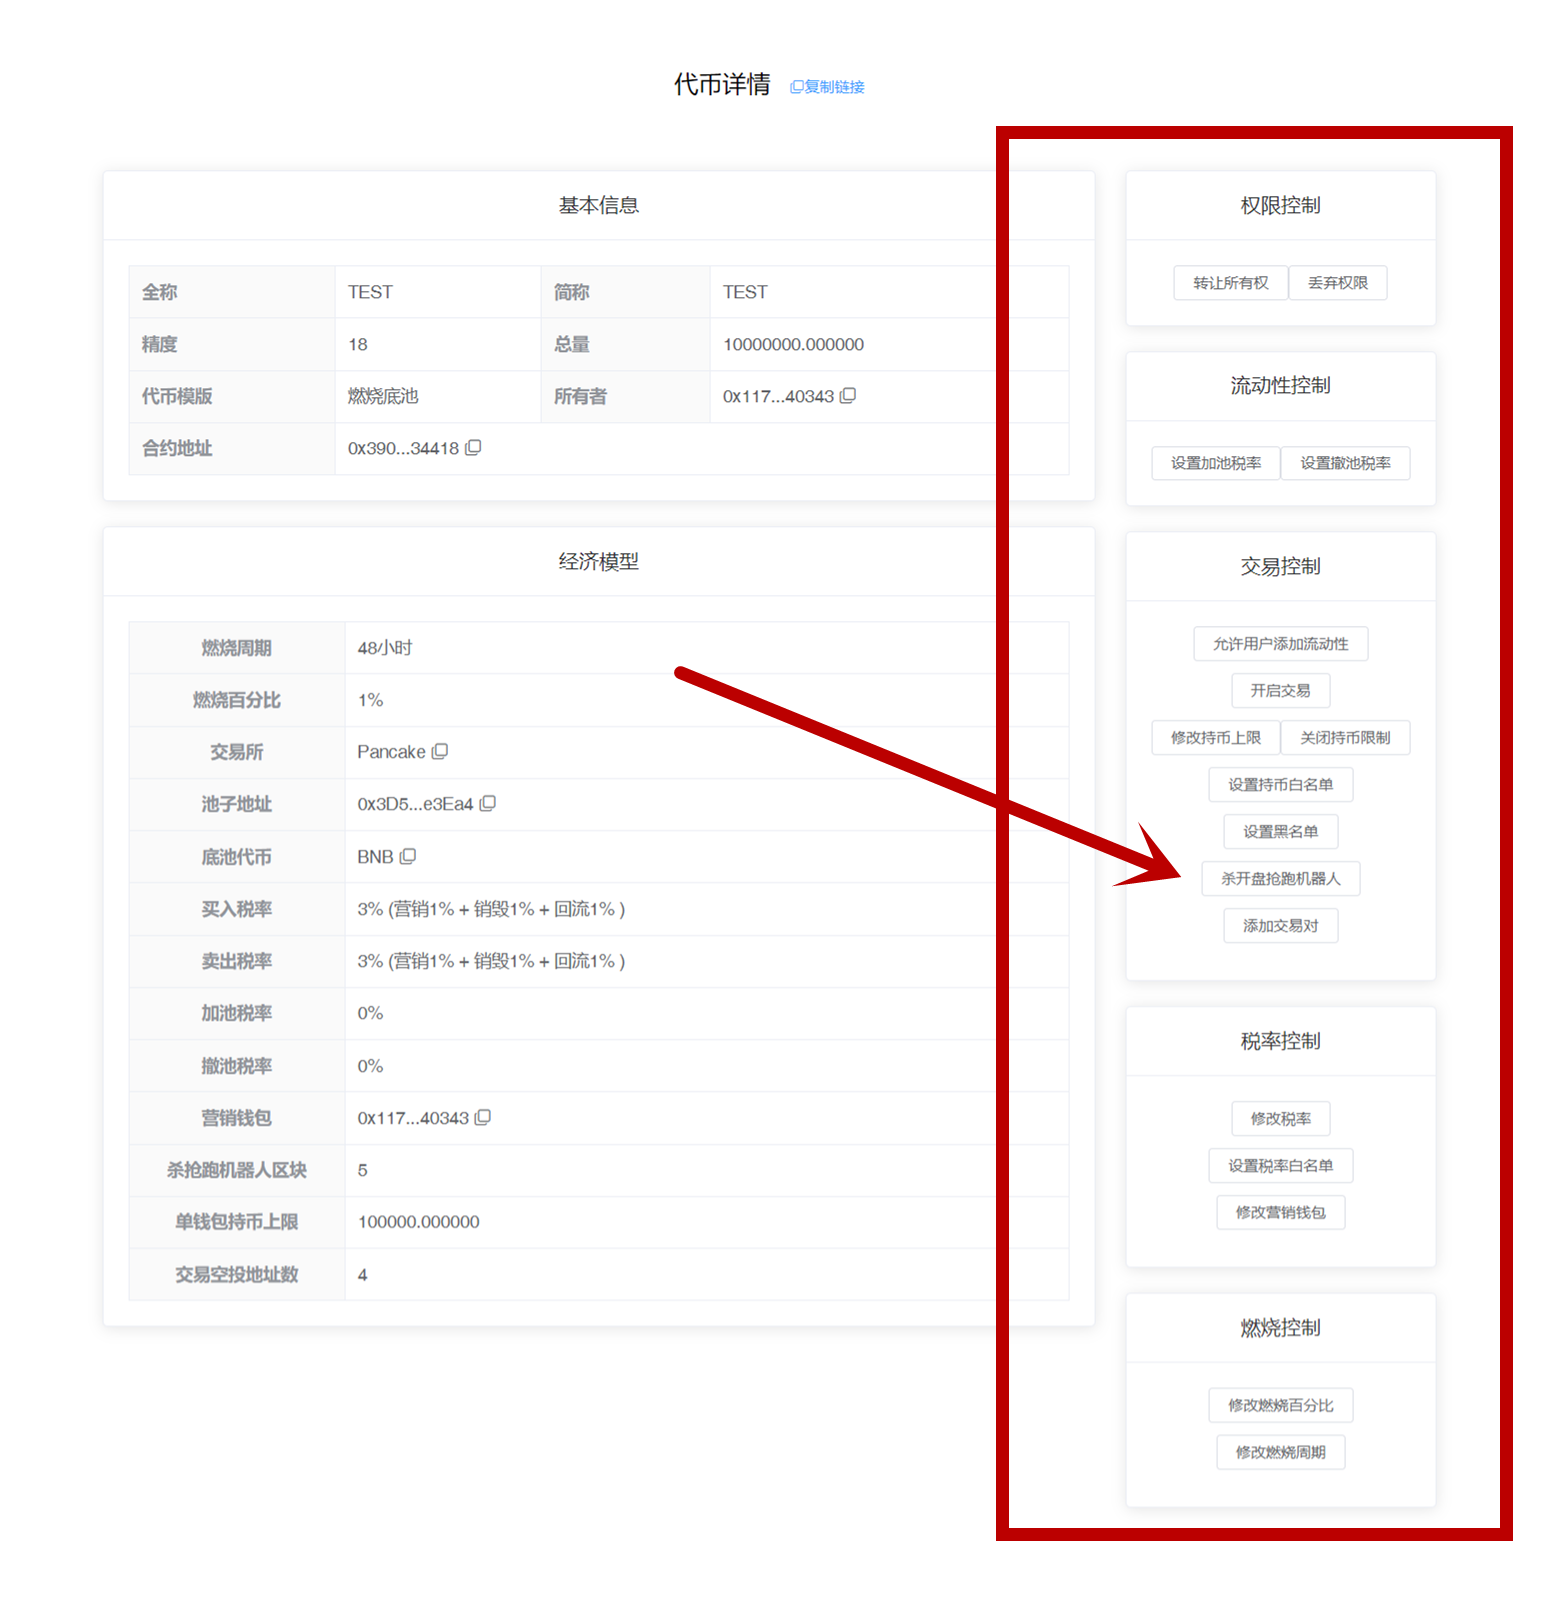 代币详情 复制链接
基本信息
全称 TEST 简称 TEST
精度 18 总量 10000000.000000
代币模版 燃烧底池 所有者 0x117...40343
合约地址 0x390...34418
经济模型
燃烧周期 48小时
燃烧百分比 1%
交易所 Pancake
池子地址 0x3D5...e3Ea4
底池代币 BNB
买入税率 3% (营销1% + 销毁1% + 回流1% )
卖出税率 3% (营销1% + 销毁1% + 回流1% )
加池税率 0%
撤池税率 0%
营销钱包 0x117...40343
杀抢跑机器人区块 5
单钱包持币上限 100000.000000
交易空投地址数 4
权限控制
转让所有权 丢弃权限
流动性控制
设置加池税率 设置撤池税率
交易控制
允许用户添加流动性
开启交易
修改持币上限 关闭持币限制
设置持币白名单
设置黑名单
杀开盘抢跑机器人
添加交易对
税率控制
修改税率
设置税率白名单
修改营销钱包
燃烧控制
修改燃烧百分比
修改燃烧周期